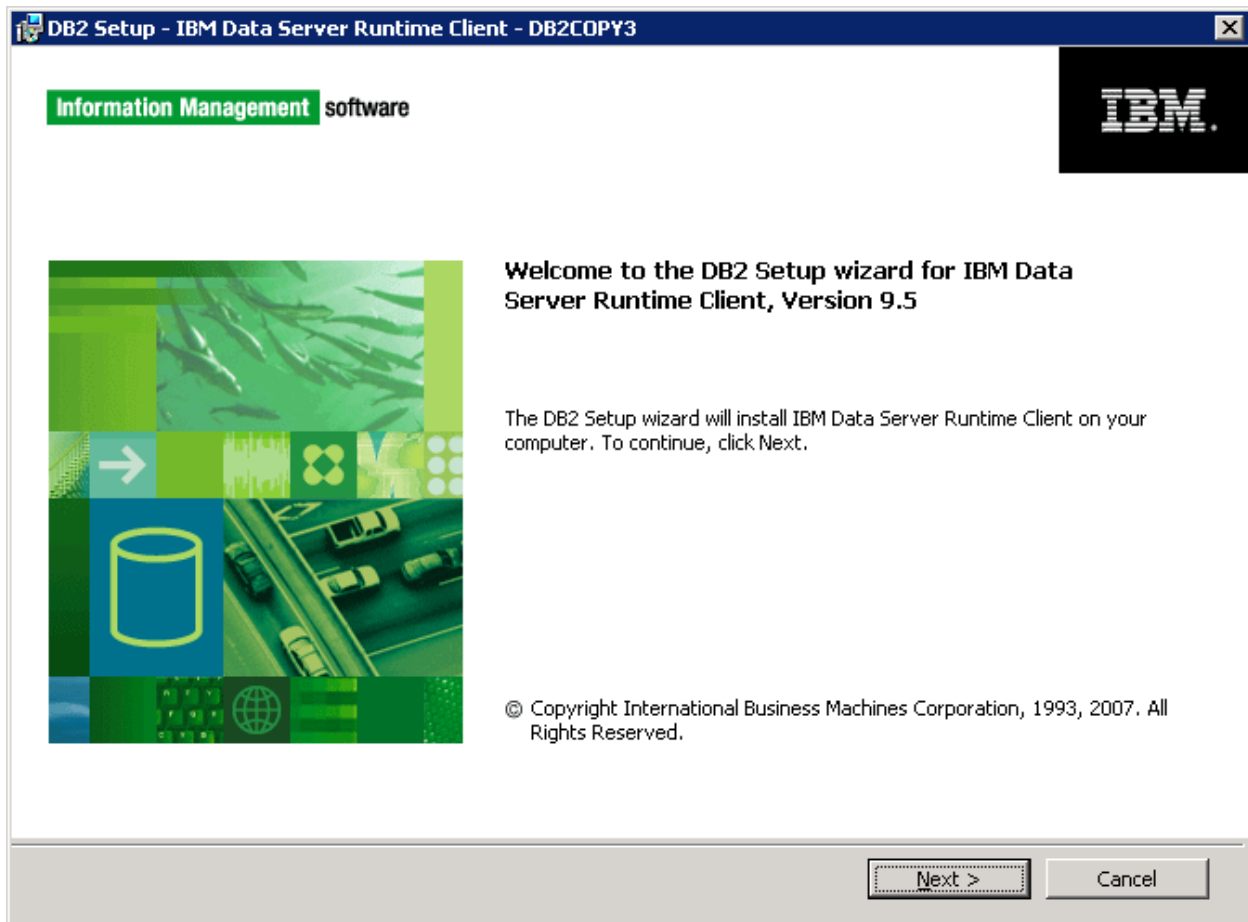 DB2 Setup - IBM Data Server Runtime Client - DB2COPY3
Information Management software
IBM.
Welcome to the DB2 Setup wizard for IBM Data
Server Runtime Client, Version 9.5
The DB2 Setup wizard will install IBM Data Server Runtime Client on your
computer. To continue, click Next.
© Copyright International Business Machines Corporation, 1993, 2007. All
Rights Reserved.
Next >
Cancel